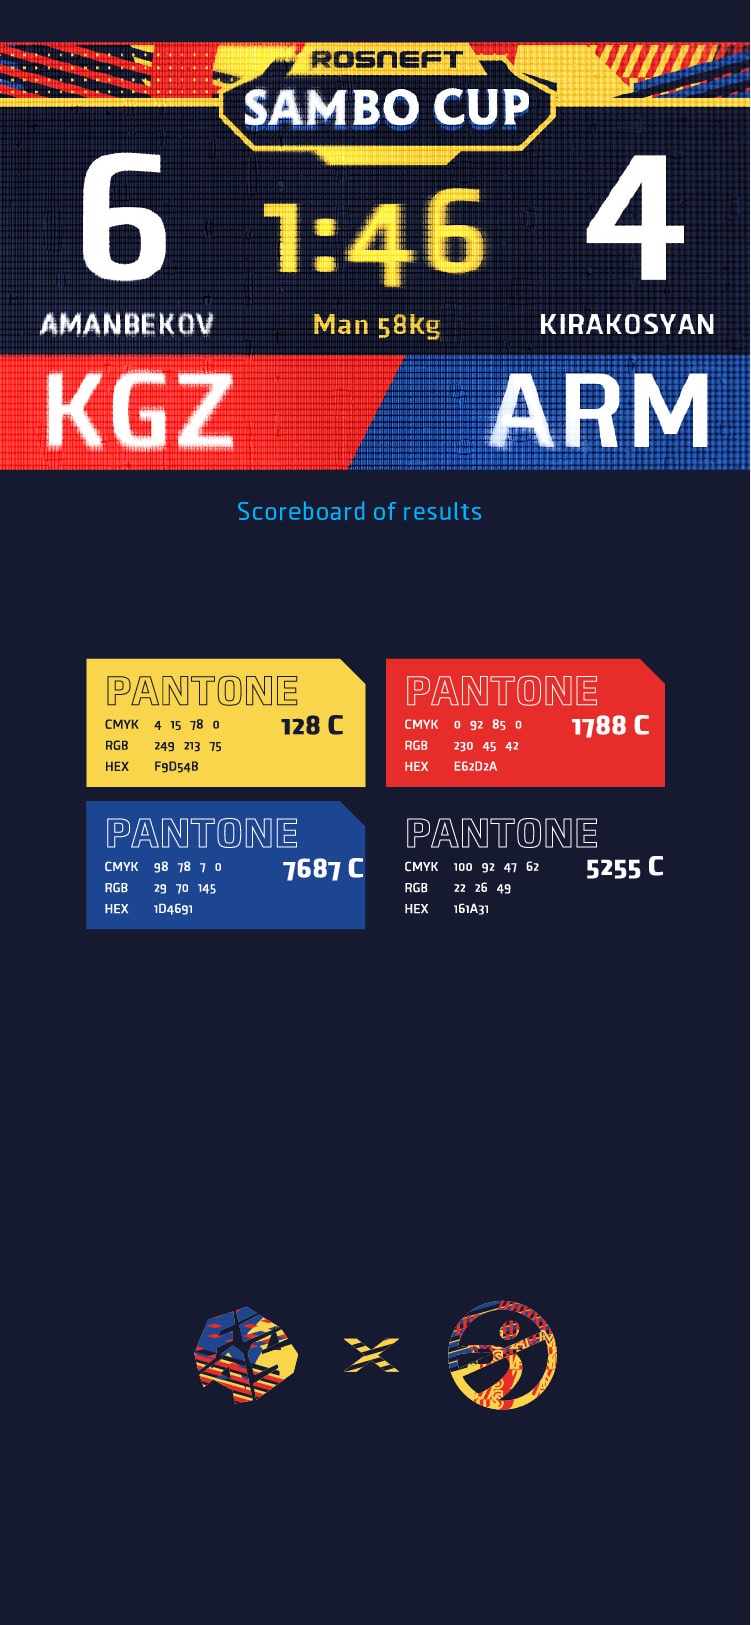 ROSNEFT
SAMBO CUP
6 1:46 4
AMANBEKOV Man 58kg KIRAKOSYAN
KGZ ARM
Scoreboard of results
PANTONE
128 C
CMYK 4 15 78 0
RGB 249 213 75
HEX F9D54B
PANTONE
1788 C
CMYK 0 92 85 0
RGB 230 45 42
HEX E62D2A
PANTONE
7687 C
CMYK 98 78 7 0
RGB 29 70 145
HEX 1D4691
PANTONE
5255 C
CMYK 100 92 47 62
RGB 22 26 49
HEX 161A31